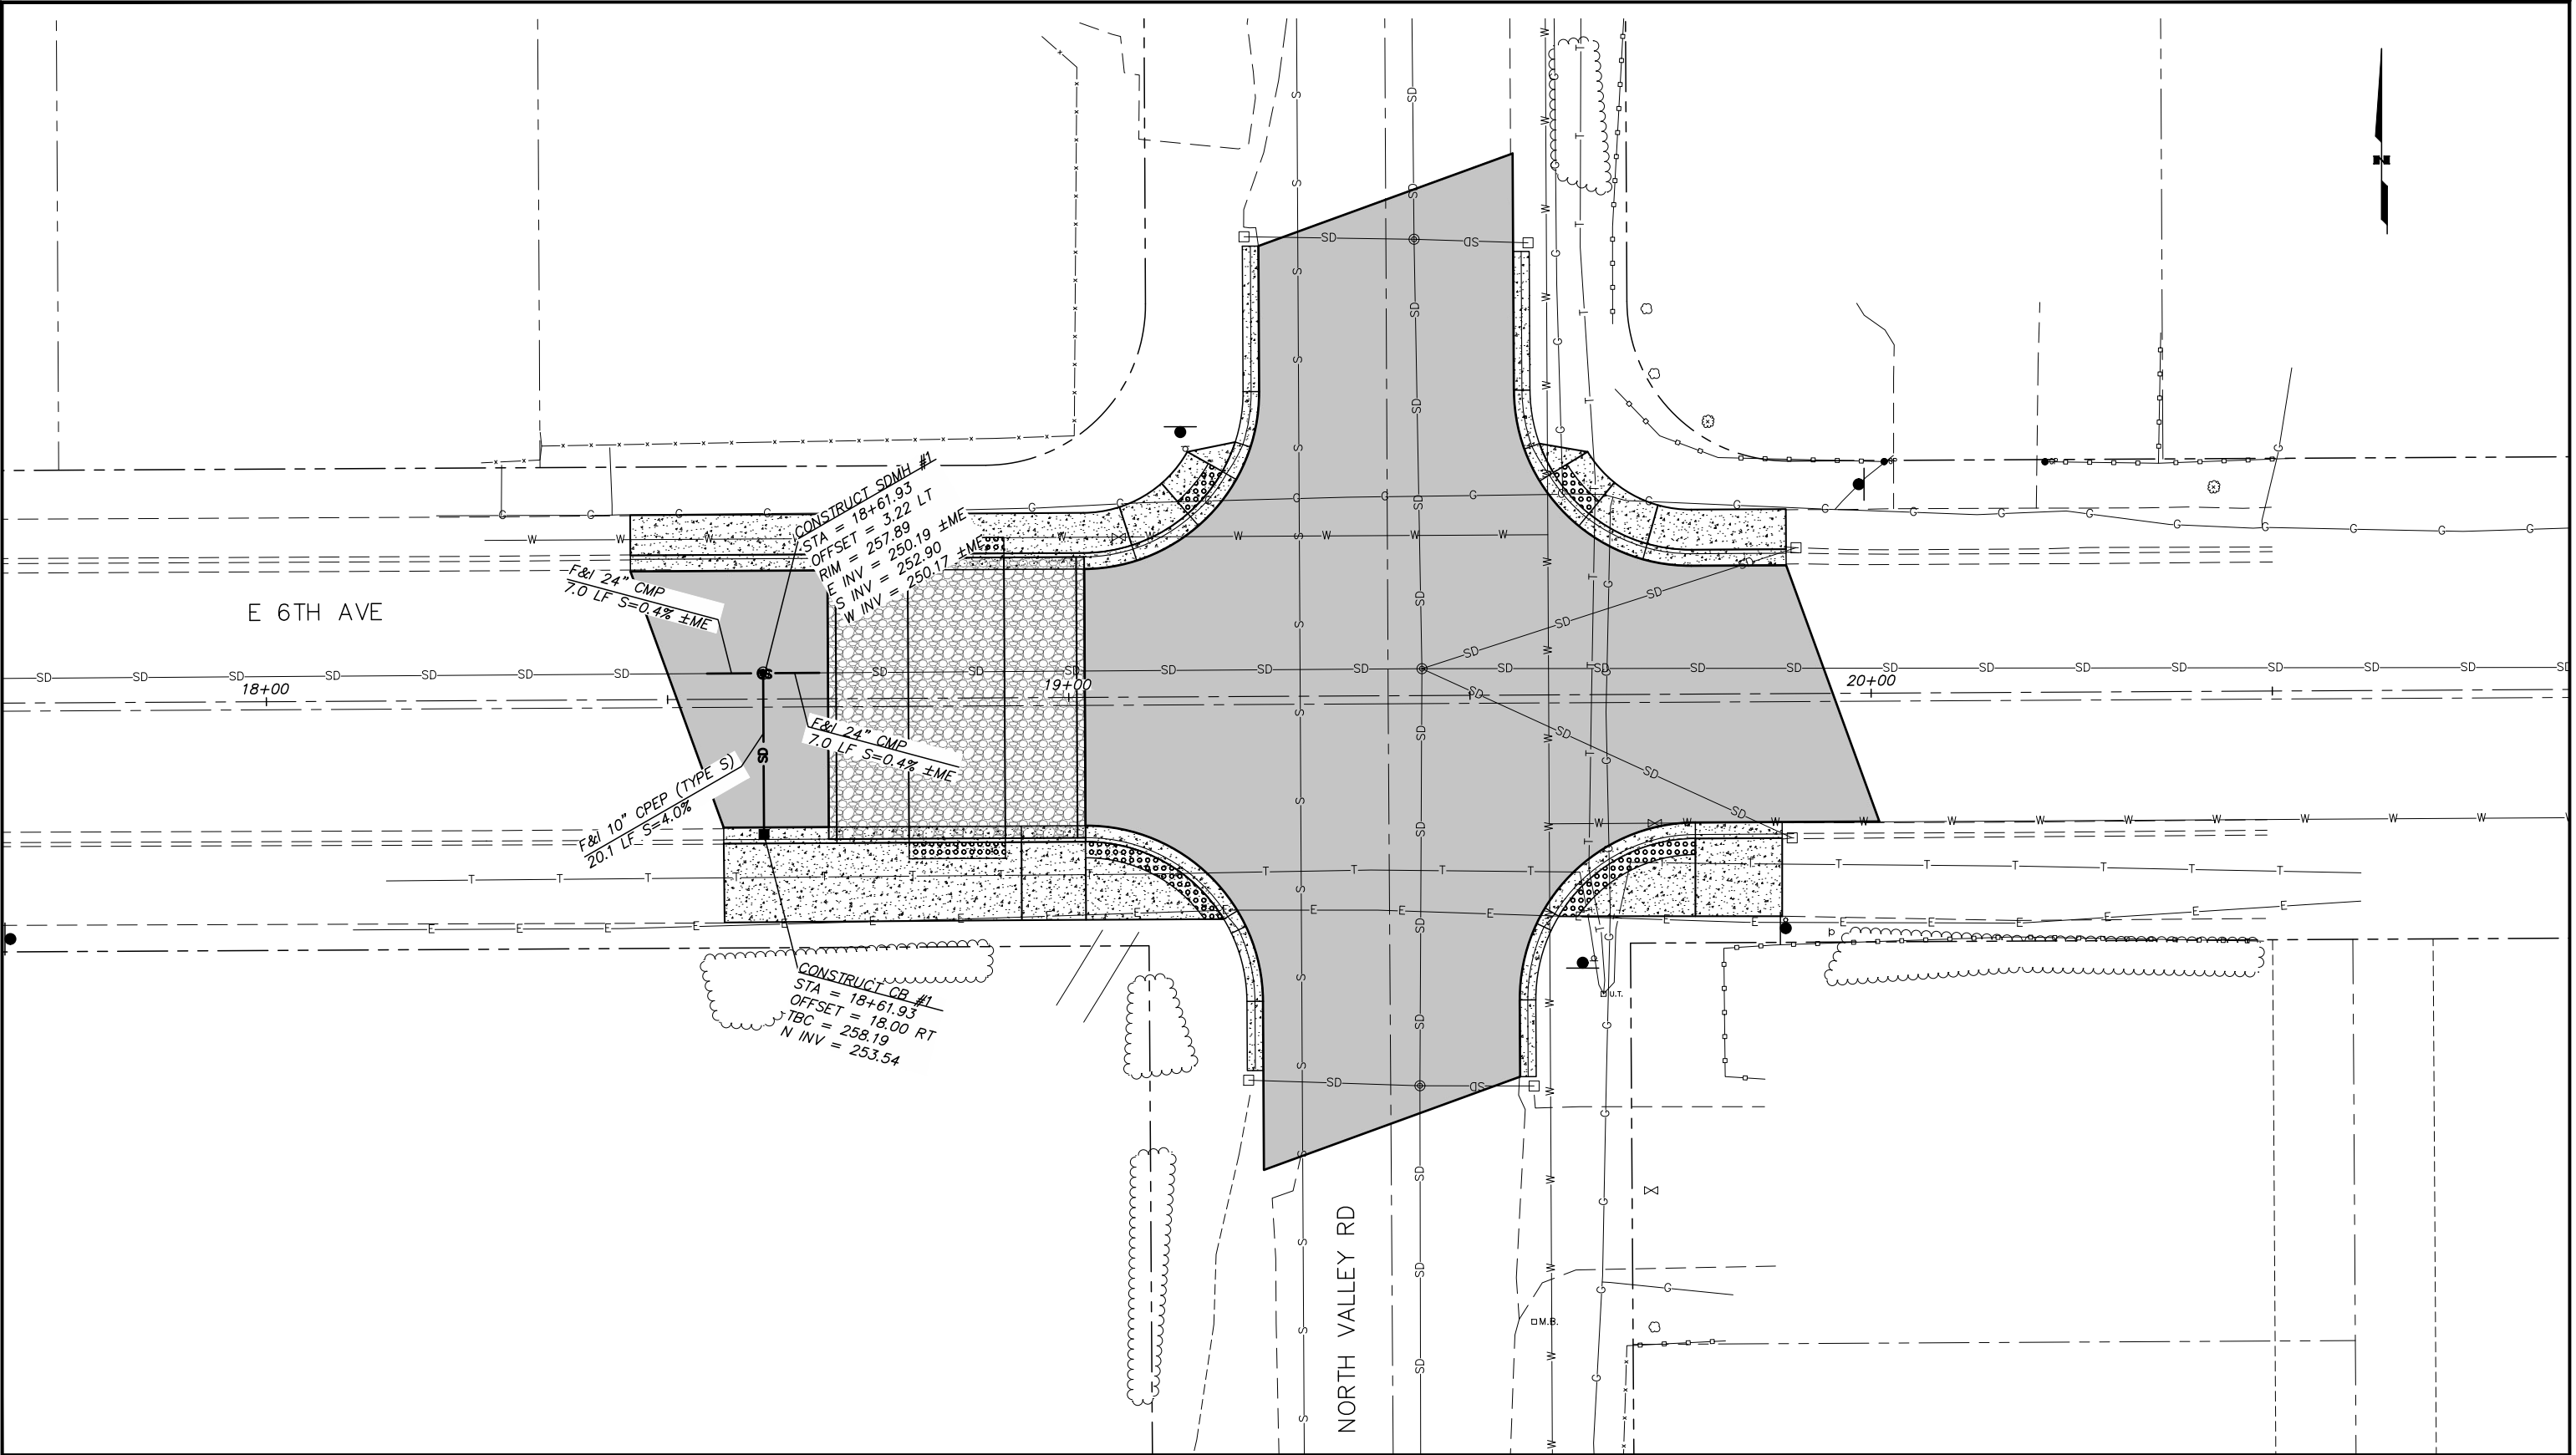 CONSTRUCT SDMH #1
STA = 18+61.93
OFFSET = 3.22 LT
RIM = 257.89
E INV = 250.19 ±ME
S INV = 252.90
W INV = 250.17 ±ME
F&I 24" CMP
7.0 LF S=0.4% ±ME
E 6TH AVE
18+00
19+00
20+00
F&I 24" CMP
7.0 LF S=0.4% ±ME
F&I 10" CPEP (TYPE S)
20.1 LF S=4.0%
CONSTRUCT CB #1
STA = 18+61.93
OFFSET = 18.00 RT
TBC = 258.19
N INV = 253.54
U.T.
M.B.
NORTH VALLEY RD
N
SD
S
W
G
T
E